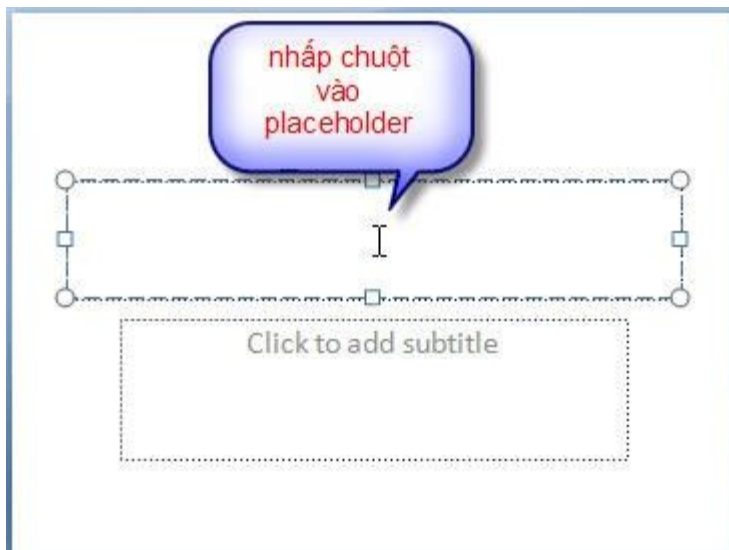 nhấp chuột
vào
placeholder
Click to add subtitle